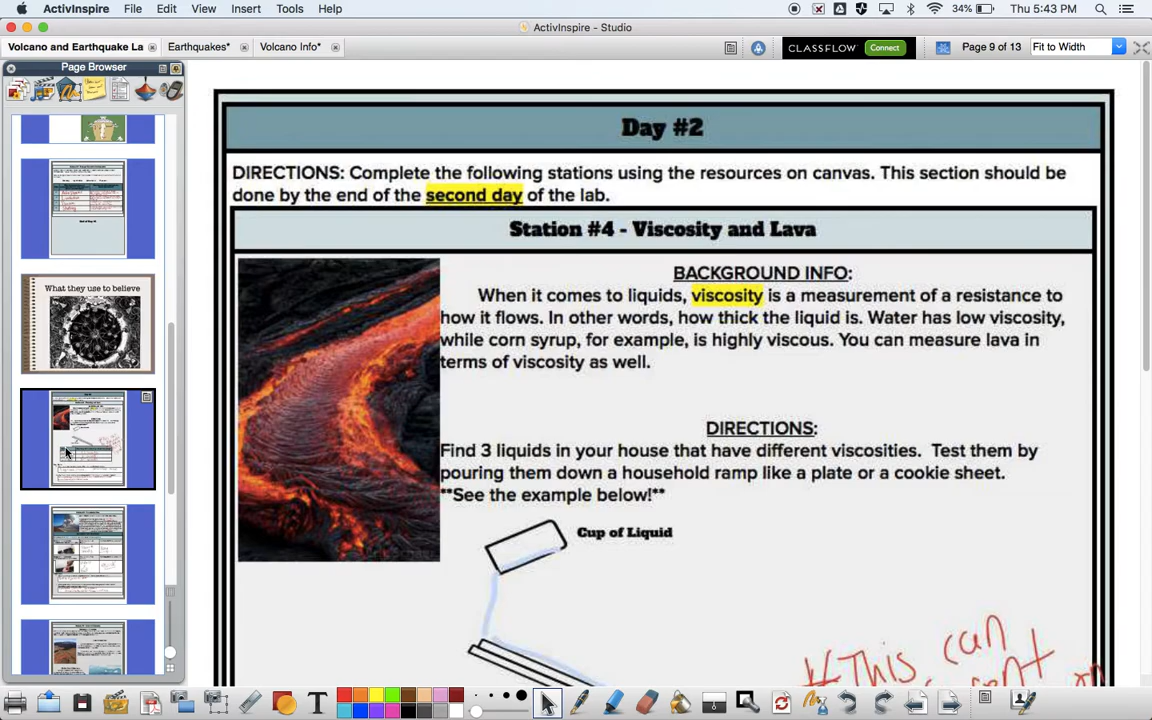 ActivInspire File Edit View Insert Tools Help 34% Thu 5:43 PM
ActivInspire - Studio
Volcano and Earthquake La Earthquakes* Volcano Info* CLASSFLOW Connect Page 9 of 13 Fit to Width
Page Browser
What they use to believe
Day #2
DIRECTIONS: Complete the following stations using the resources on canvas. This section should be
done by the end of the second day of the lab.
Station #4 - Viscosity and Lava
BACKGROUND INFO:
When it comes to liquids, viscosity is a measurement of a resistance to
how it flows. In other words, how thick the liquid is. Water has low viscosity,
while corn syrup, for example, is highly viscous. You can measure lava in
terms of viscosity as well.
DIRECTIONS:
Find 3 liquids in your house that have different viscosities. Test them by
pouring them down a household ramp like a plate or a cookie sheet.
**See the example below!**
Cup of Liquid
This can